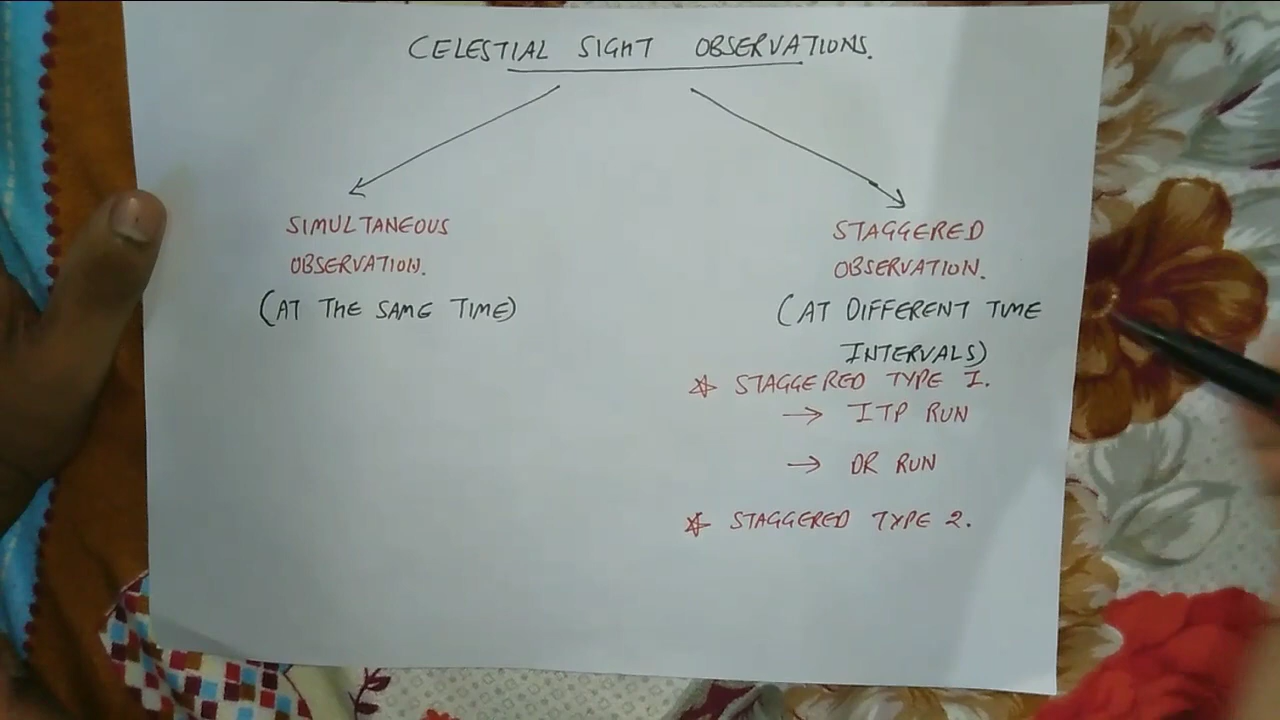 CELESTIAL SIGHT OBSERVATIONS.
SIMULTANEOUS
OBSERVATION.
(AT THE SAME TIME)
STAGGERED
OBSERVATION.
(AT DIFFERENT TIME
INTERVALS)
☆ STAGGERED TYPE I.
→ ITP RUN
→ DR RUN
☆ STAGGERED TYPE 2.